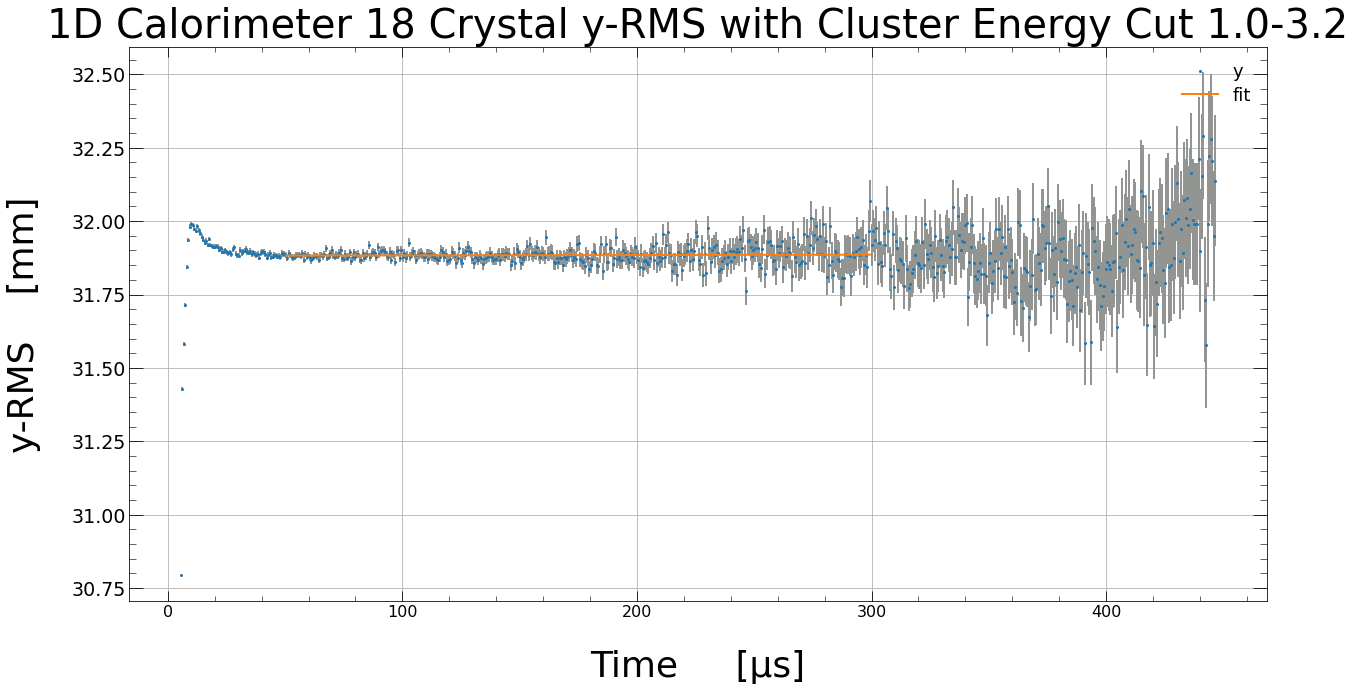 1D Calorimeter 18 Crystal y-RMS with Cluster Energy Cut 1.0-3.2
y
fit
32.50
32.25
32.00
31.75
31.50
31.25
31.00
30.75
y-RMS [mm]
0 100 200 300 400
Time [μs]